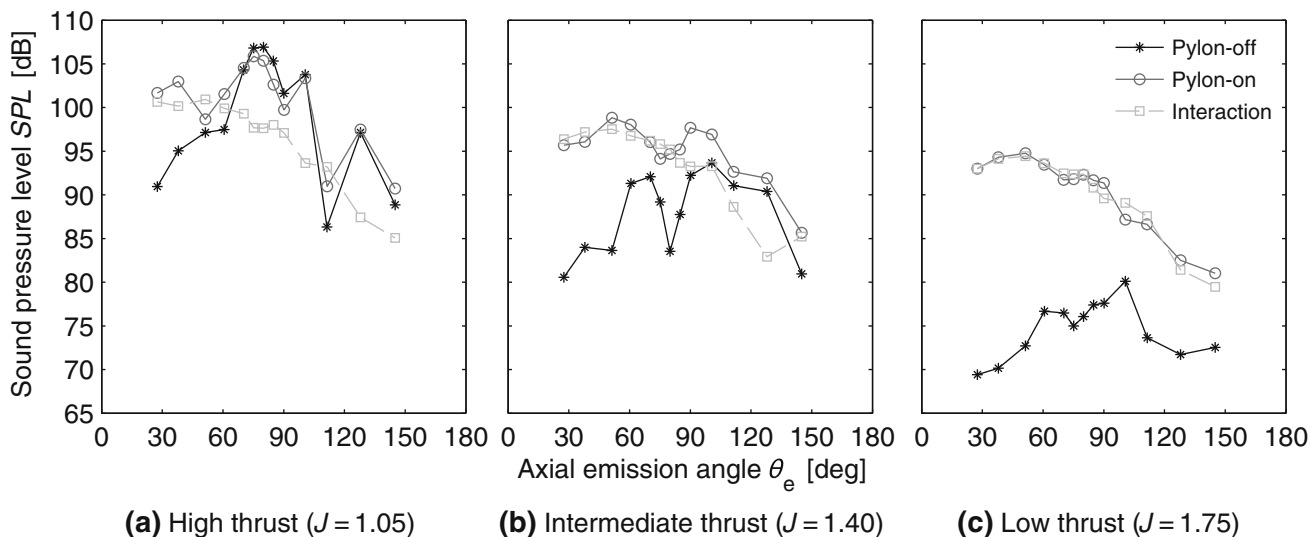 110
105
100
95
90
85
80
75
70
65
Sound pressure level SPL [dB]
0 30 60 90 120 150 180
0 30 60 90 120 150 180
0 30 60 90 120 150 180
Pylon-off
Pylon-on
Interaction
Axial emission angle θe [deg]
(a) High thrust (J = 1.05)
(b) Intermediate thrust (J = 1.40)
(c) Low thrust (J = 1.75)